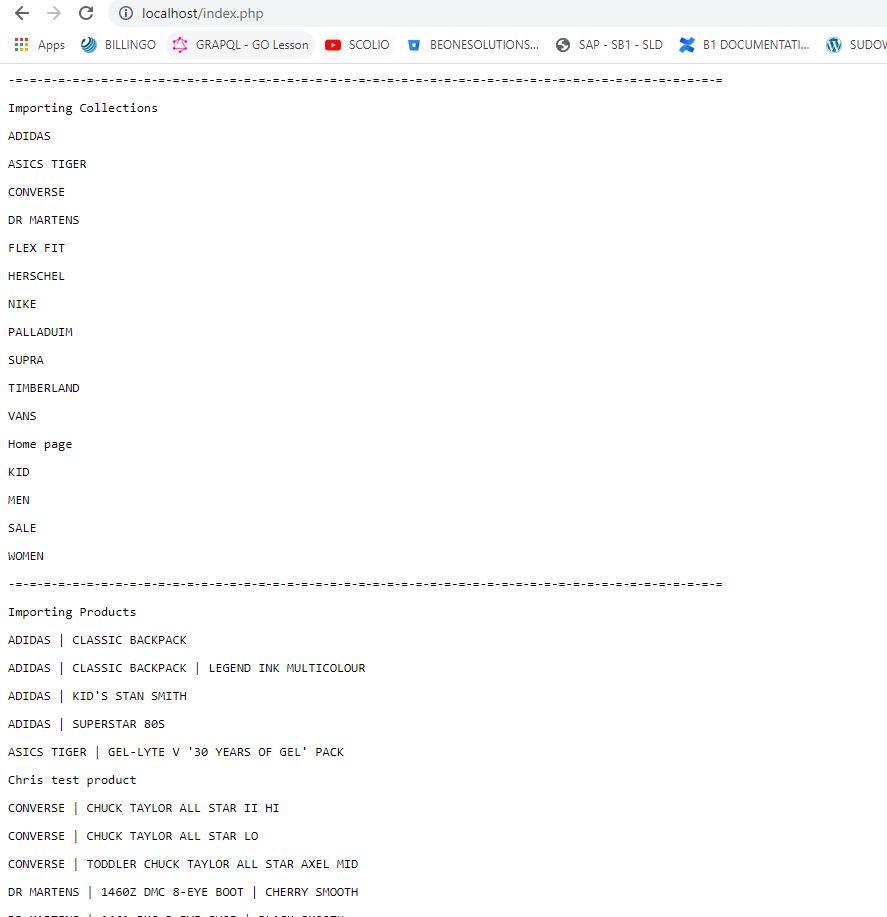 localhost/index.php
Apps BILLINGO GRAPQL - GO Lesson SCOLIO BEONESOLUTIONS... SAP - SB1 - SLD B1 DOCUMENTATI... SUDOW
-=-=-=-=-=-=-=-=-=-=-=-=-=-=-=-=-=-=-=-=-=-=-=-=-=-=-=-=-=-=-=-=-=-=-=-=-=-=-=-=-=-=-=-=-=-=-=-=-=-=
Importing Collections
ADIDAS
ASICS TIGER
CONVERSE
DR MARTENS
FLEX FIT
HERSCHEL
NIKE
PALLADUIM
SUPRA
TIMBERLAND
VANS
Home page
KID
MEN
SALE
WOMEN
-=-=-=-=-=-=-=-=-=-=-=-=-=-=-=-=-=-=-=-=-=-=-=-=-=-=-=-=-=-=-=-=-=-=-=-=-=-=-=-=-=-=-=-=-=-=-=-=-=-=
Importing Products
ADIDAS | CLASSIC BACKPACK
ADIDAS | CLASSIC BACKPACK | LEGEND INK MULTICOLOUR
ADIDAS | KID'S STAN SMITH
ADIDAS | SUPERSTAR 80S
ASICS TIGER | GEL-LYTE V '30 YEARS OF GEL' PACK
Chris test product
CONVERSE | CHUCK TAYLOR ALL STAR II HI
CONVERSE | CHUCK TAYLOR ALL STAR LO
CONVERSE | TODDLER CHUCK TAYLOR ALL STAR AXEL MID
DR MARTENS | 1460Z DMC 8-EYE BOOT | CHERRY SMOOTH